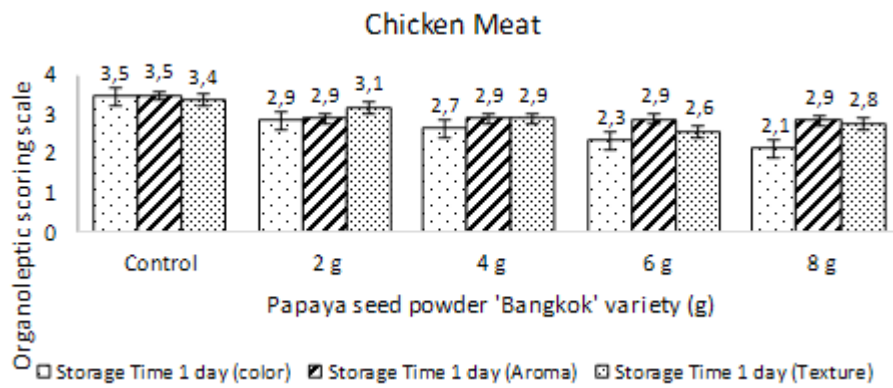 Chicken Meat
Organoleptic scoring scale
4
3
2
1
0
3,5 3,5 3,4
2,9 2,9 3,1
2,7 2,9 2,9
2,3 2,9 2,6
2,1 2,9 2,8
Control 2 g 4 g 6 g 8 g
Papaya seed powder 'Bangkok' variety (g)
Storage Time 1 day (color) Storage Time 1 day (Aroma) Storage Time 1 day (Texture)